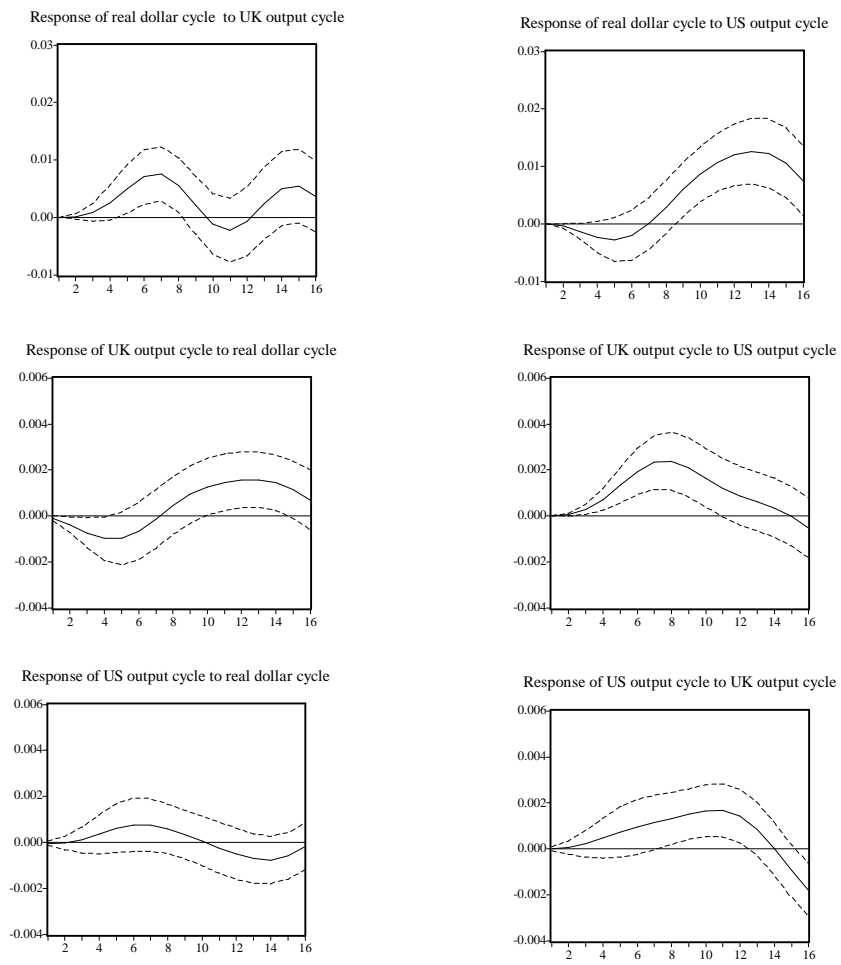 Response of real dollar cycle to UK output cycle
0.03
0.02
0.01
0.00
-0.01
2 4 6 8 10 12 14 16
Response of real dollar cycle to US output cycle
0.03
0.02
0.01
0.00
-0.01
2 4 6 8 10 12 14 16
Response of UK output cycle to real dollar cycle
0.006
0.004
0.002
0.000
-0.002
-0.004
2 4 6 8 10 12 14 16
Response of UK output cycle to US output cycle
0.006
0.004
0.002
0.000
-0.002
-0.004
2 4 6 8 10 12 14 16
Response of US output cycle to real dollar cycle
0.006
0.004
0.002
0.000
-0.002
-0.004
2 4 6 8 10 12 14 16
Response of US output cycle to UK output cycle
0.006
0.004
0.002
0.000
-0.002
-0.004
2 4 6 8 10 12 14 16